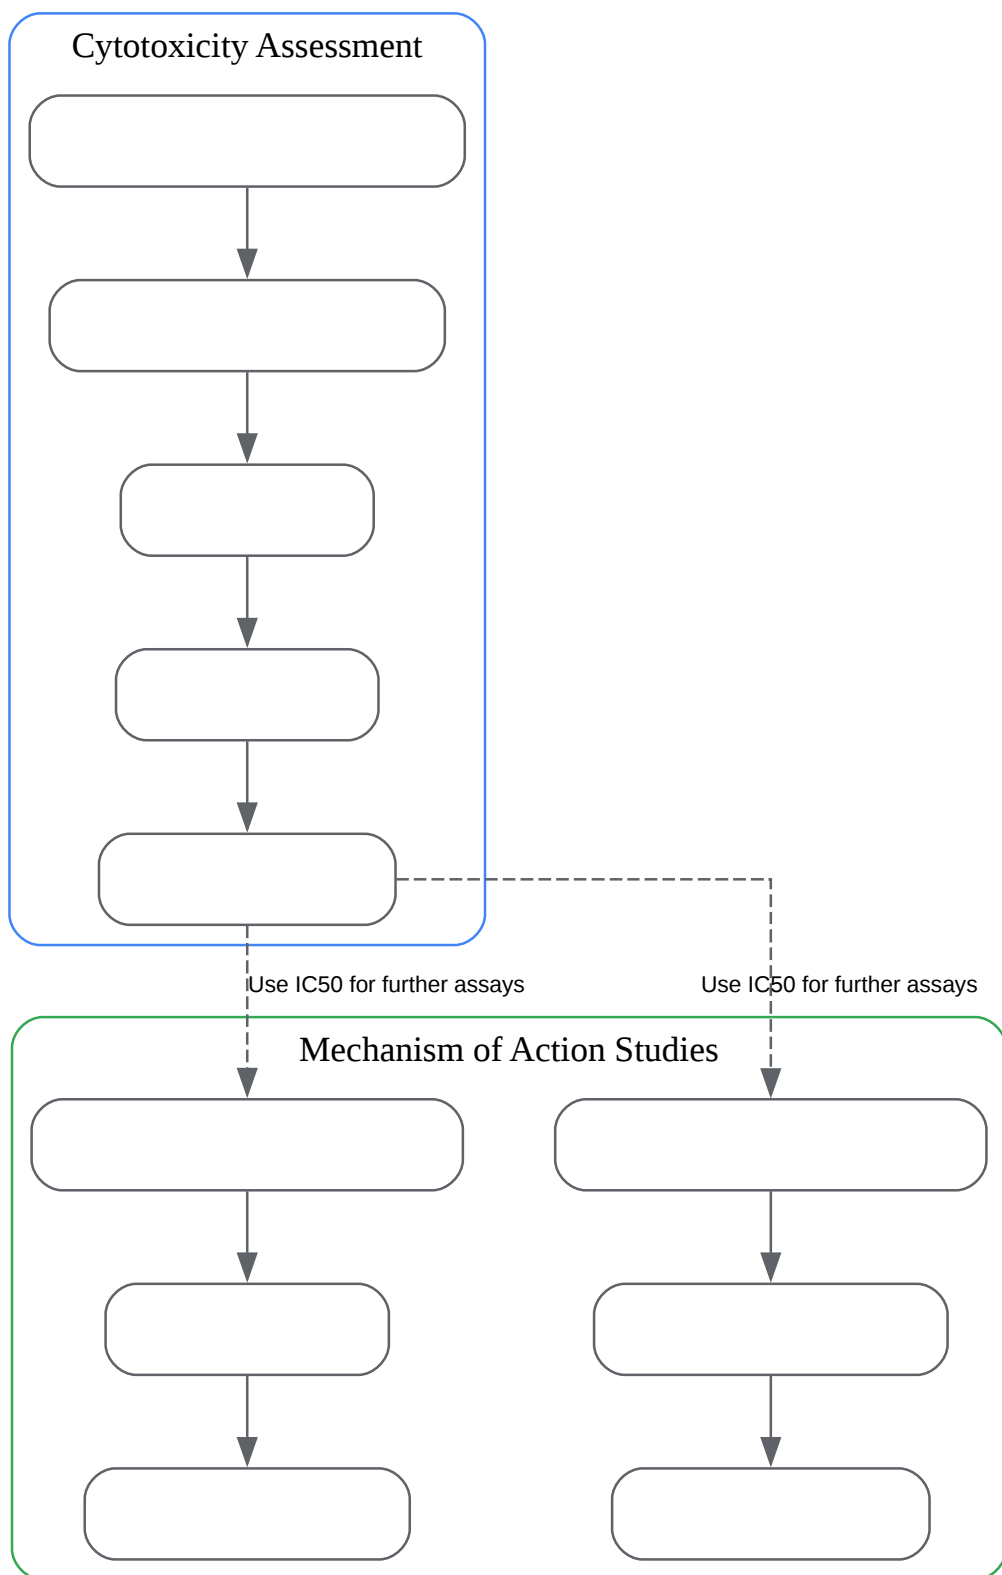 Cytotoxicity Assessment
Use IC50 for further assays
Use IC50 for further assays
Mechanism of Action Studies